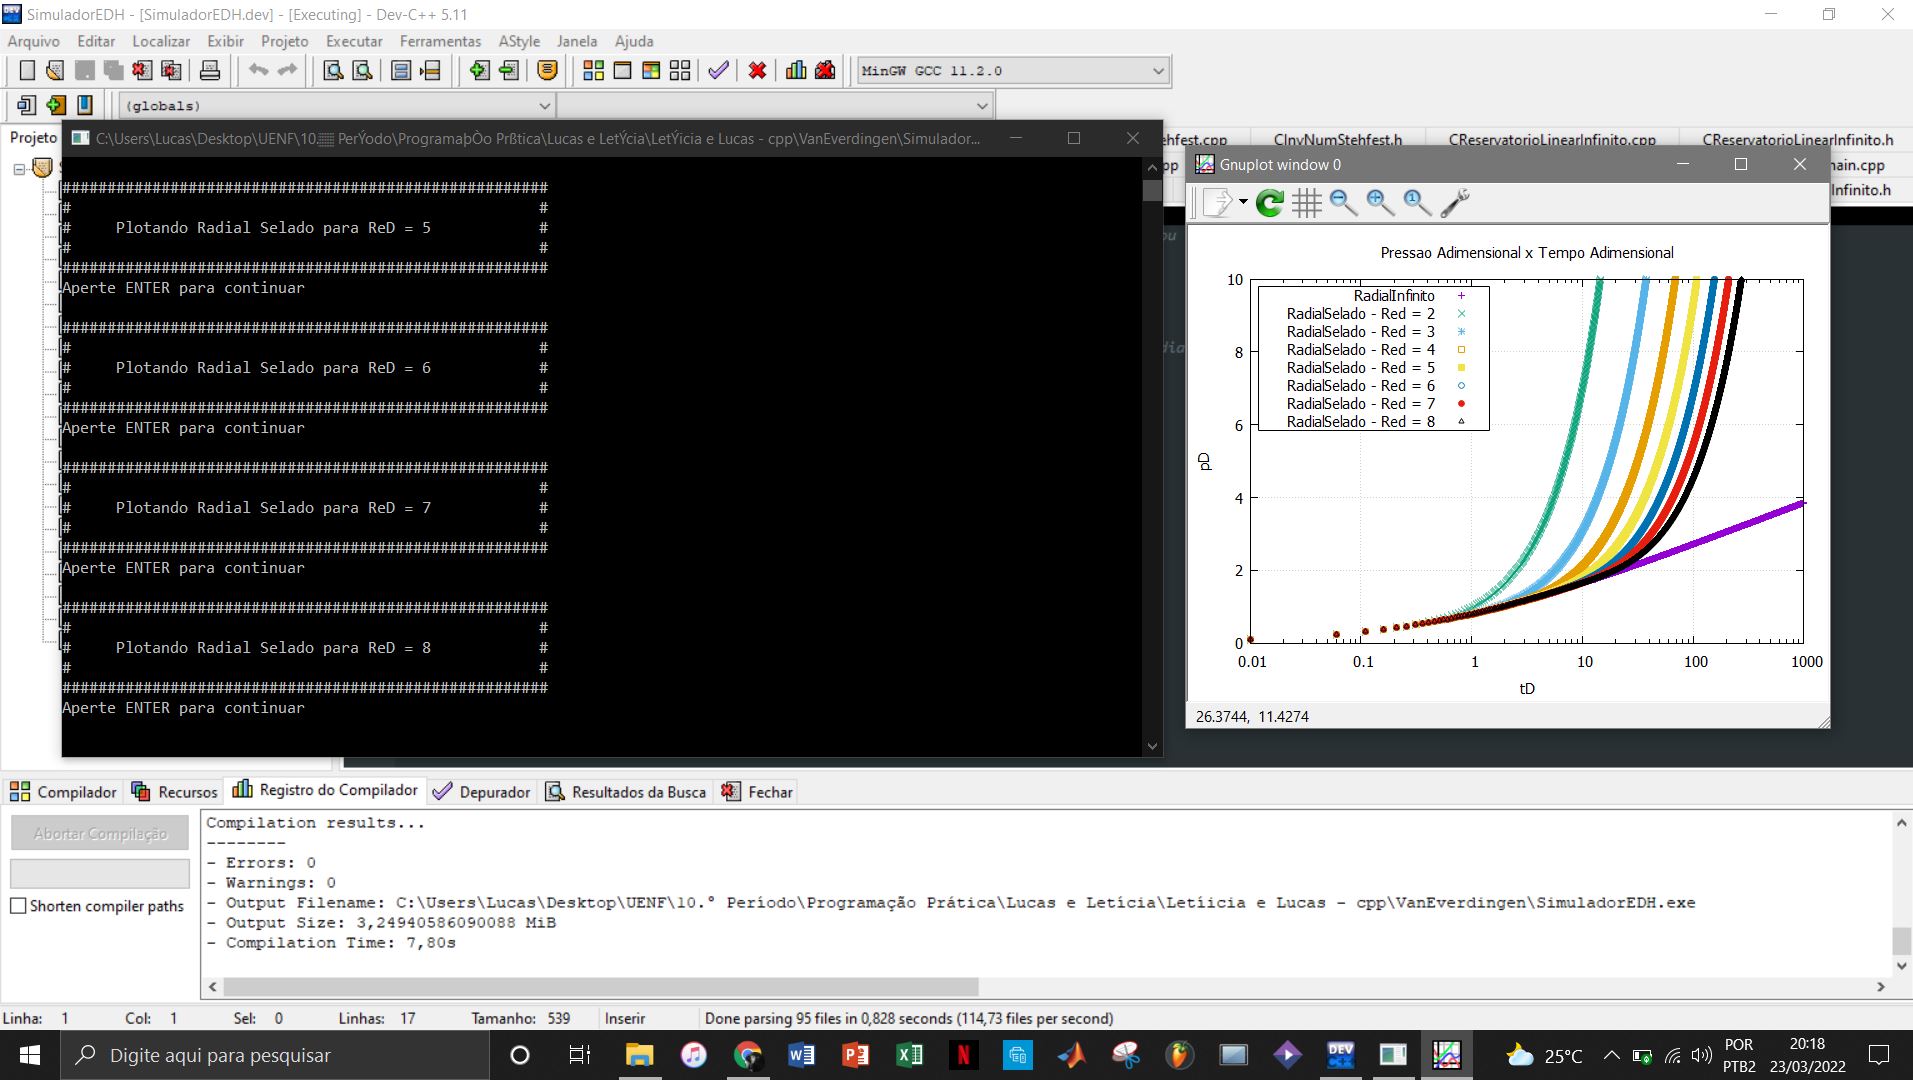 SimuladorEDH - [SimuladorEDH.dev] - [Executing] - Dev-C++ 5.11
Arquivo Editar Localizar Exibir Projeto Executar Ferramentas AStyle Janela Ajuda
MinGW GCC 11.2.0
(globals)
Projeto
C:\Users\Lucas\Desktop\UENF\10.▒ PerÝodo\ProgramaþÒo Prßtica\Lucas e LetÝcia\LetÝicia e Lucas - cpp\VanEverdingen\Simulador...
######################################################
# #
# Plotando Radial Selado para ReD = 5 #
# #
######################################################
Aperte ENTER para continuar
######################################################
# #
# Plotando Radial Selado para ReD = 6 #
# #
######################################################
Aperte ENTER para continuar
######################################################
# #
# Plotando Radial Selado para ReD = 7 #
# #
######################################################
Aperte ENTER para continuar
######################################################
# #
# Plotando Radial Selado para ReD = 8 #
# #
######################################################
Aperte ENTER para continuar
hfest.cpp CInvNumStehfest.h CReservatorioLinearInfinito.cpp CReservatorioLinearInfinito.h
pp
ain.cpp
Infinito.h
ou
dia
Gnuplot window 0
Pressao Adimensional x Tempo Adimensional
10
8
6
4
2
0
pD
RadialInfinito
RadialSelado - Red = 2
RadialSelado - Red = 3
RadialSelado - Red = 4
RadialSelado - Red = 5
RadialSelado - Red = 6
RadialSelado - Red = 7
RadialSelado - Red = 8
0.01 0.1 1 10 100 1000
tD
26.3744, 11.4274
Compilador Recursos Registro do Compilador Depurador Resultados da Busca Fechar
Abortar Compilação
Shorten compiler paths
Compilation results...
--------
- Errors: 0
- Warnings: 0
- Output Filename: C:\Users\Lucas\Desktop\UENF\10.° Período\Programação Prática\Lucas e Letícia\Letíicia e Lucas - cpp\VanEverdingen\SimuladorEDH.exe
- Output Size: 3,24940586090088 MiB
- Compilation Time: 7,80s
Linha: 1 Col: 1 Sel: 0 Linhas: 17 Tamanho: 539 Inserir Done parsing 95 files in 0,828 seconds (114,73 files per second)
Digite aqui para pesquisar
25°C
POR
PTB2
20:18
23/03/2022